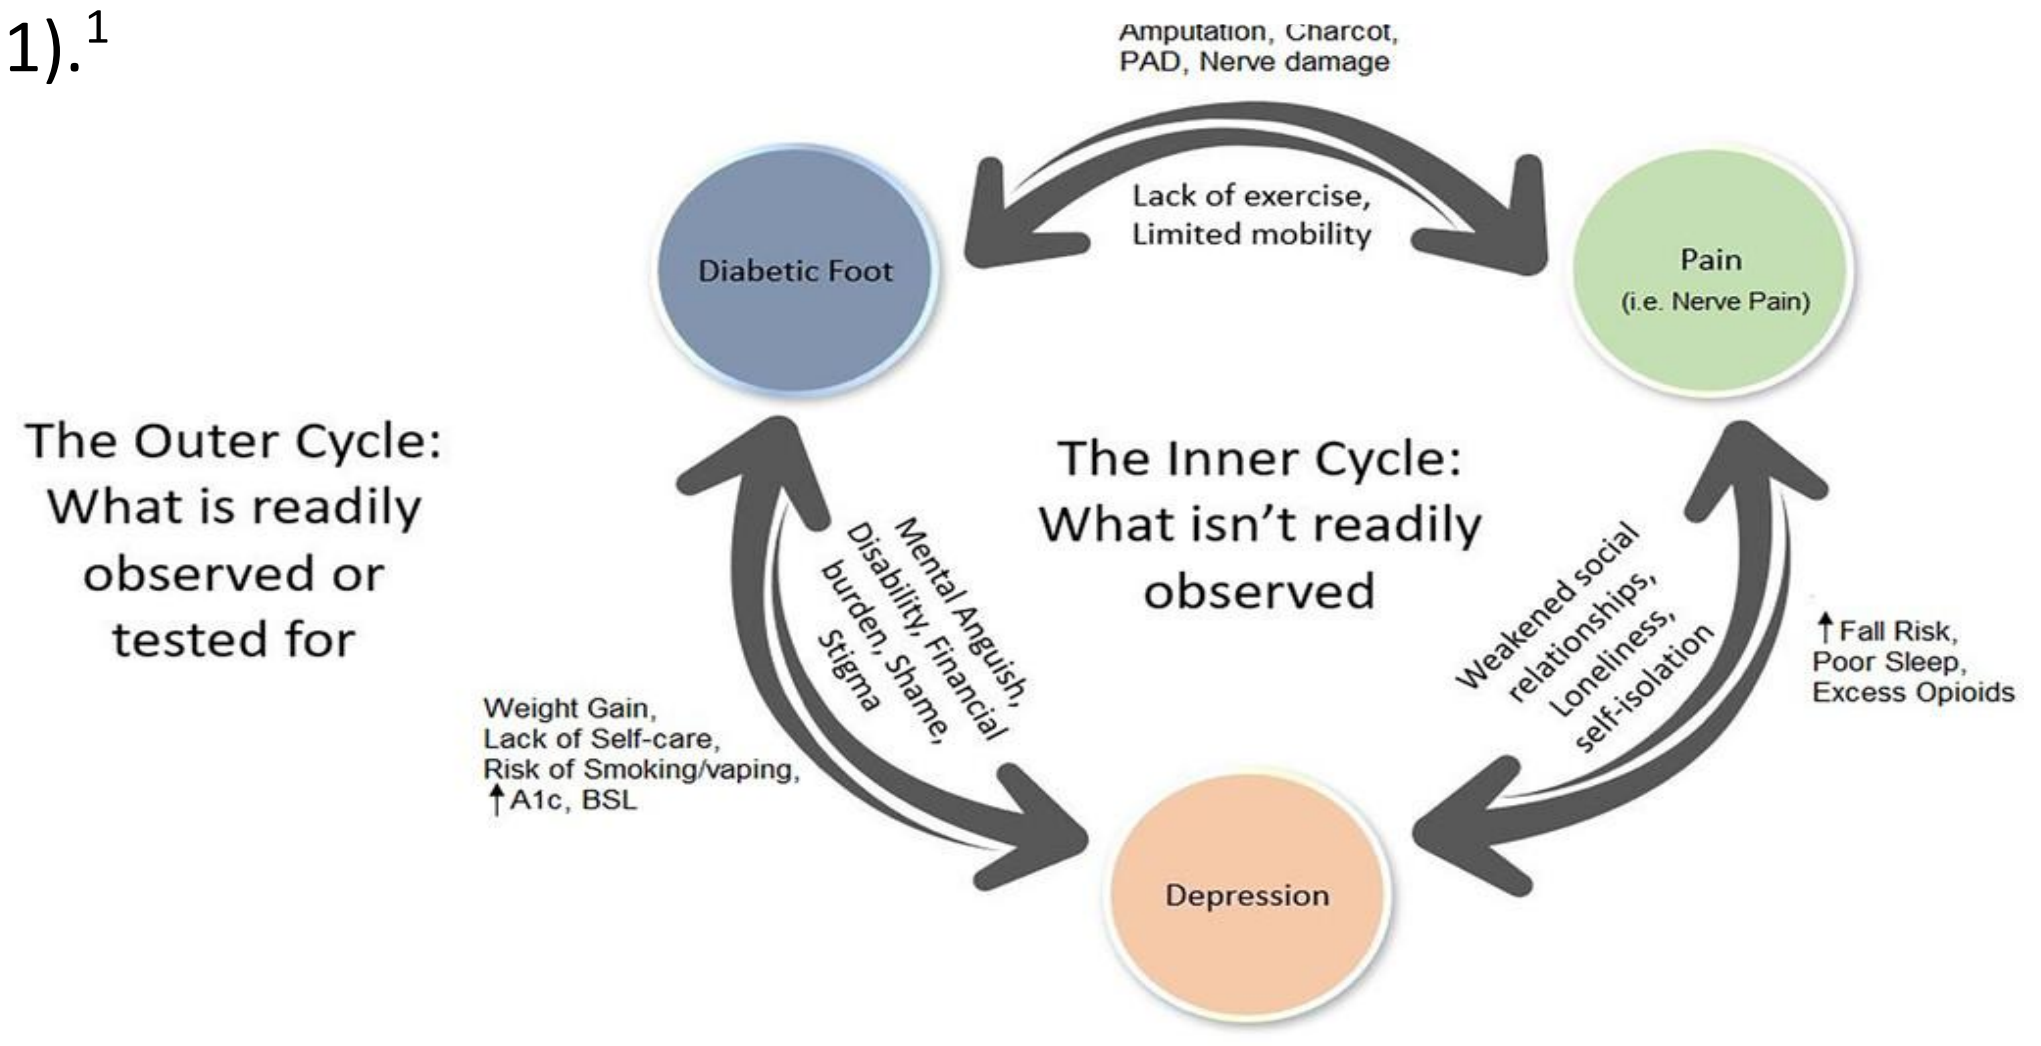 1).¹
Amputation, Charcot,
PAD, Nerve damage
Lack of exercise,
Limited mobility
Diabetic Foot
Pain
(i.e. Nerve Pain)
The Outer Cycle:
What is readily
observed or
tested for
The Inner Cycle:
What isn’t readily
observed
Mental Anguish,
Disability, Financial
burden, Shame,
Stigma
Weakened social
relationships,
Loneliness,
self-isolation
↑Fall Risk,
Poor Sleep,
Excess Opioids
Weight Gain,
Lack of Self-care,
Risk of Smoking/vaping,
↑A1c, BSL
Depression